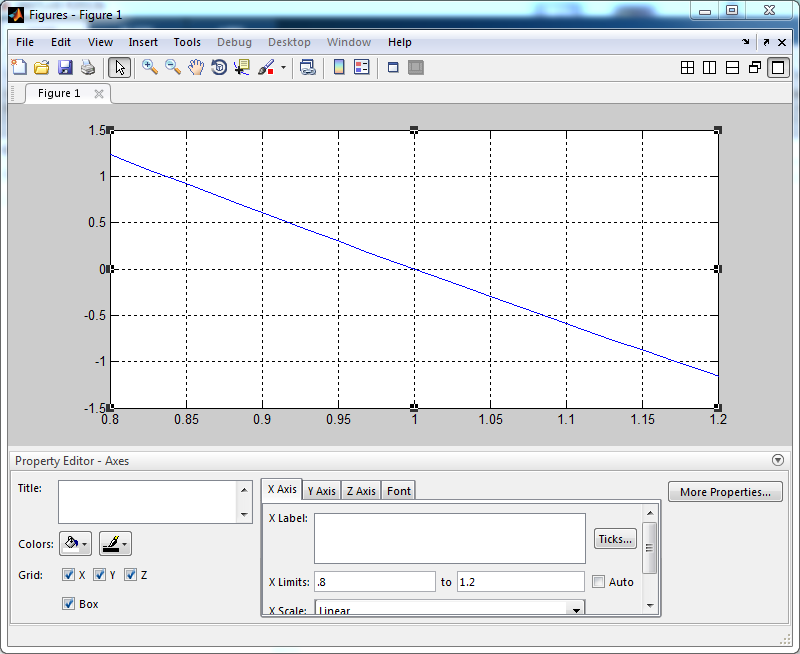 Figures - Figure 1
File Edit View Insert Tools Debug Desktop Window Help
Figure 1
1.5
1
0.5
0
-0.5
-1
-1.5
0.8 0.85 0.9 0.95 1 1.05 1.1 1.15 1.2
Property Editor - Axes
Title:
X Axis Y Axis Z Axis Font
More Properties...
X Label:
Ticks...
Colors:
Grid: X Y Z
X Limits: .8 to 1.2 Auto
Box
X Scale: Linear